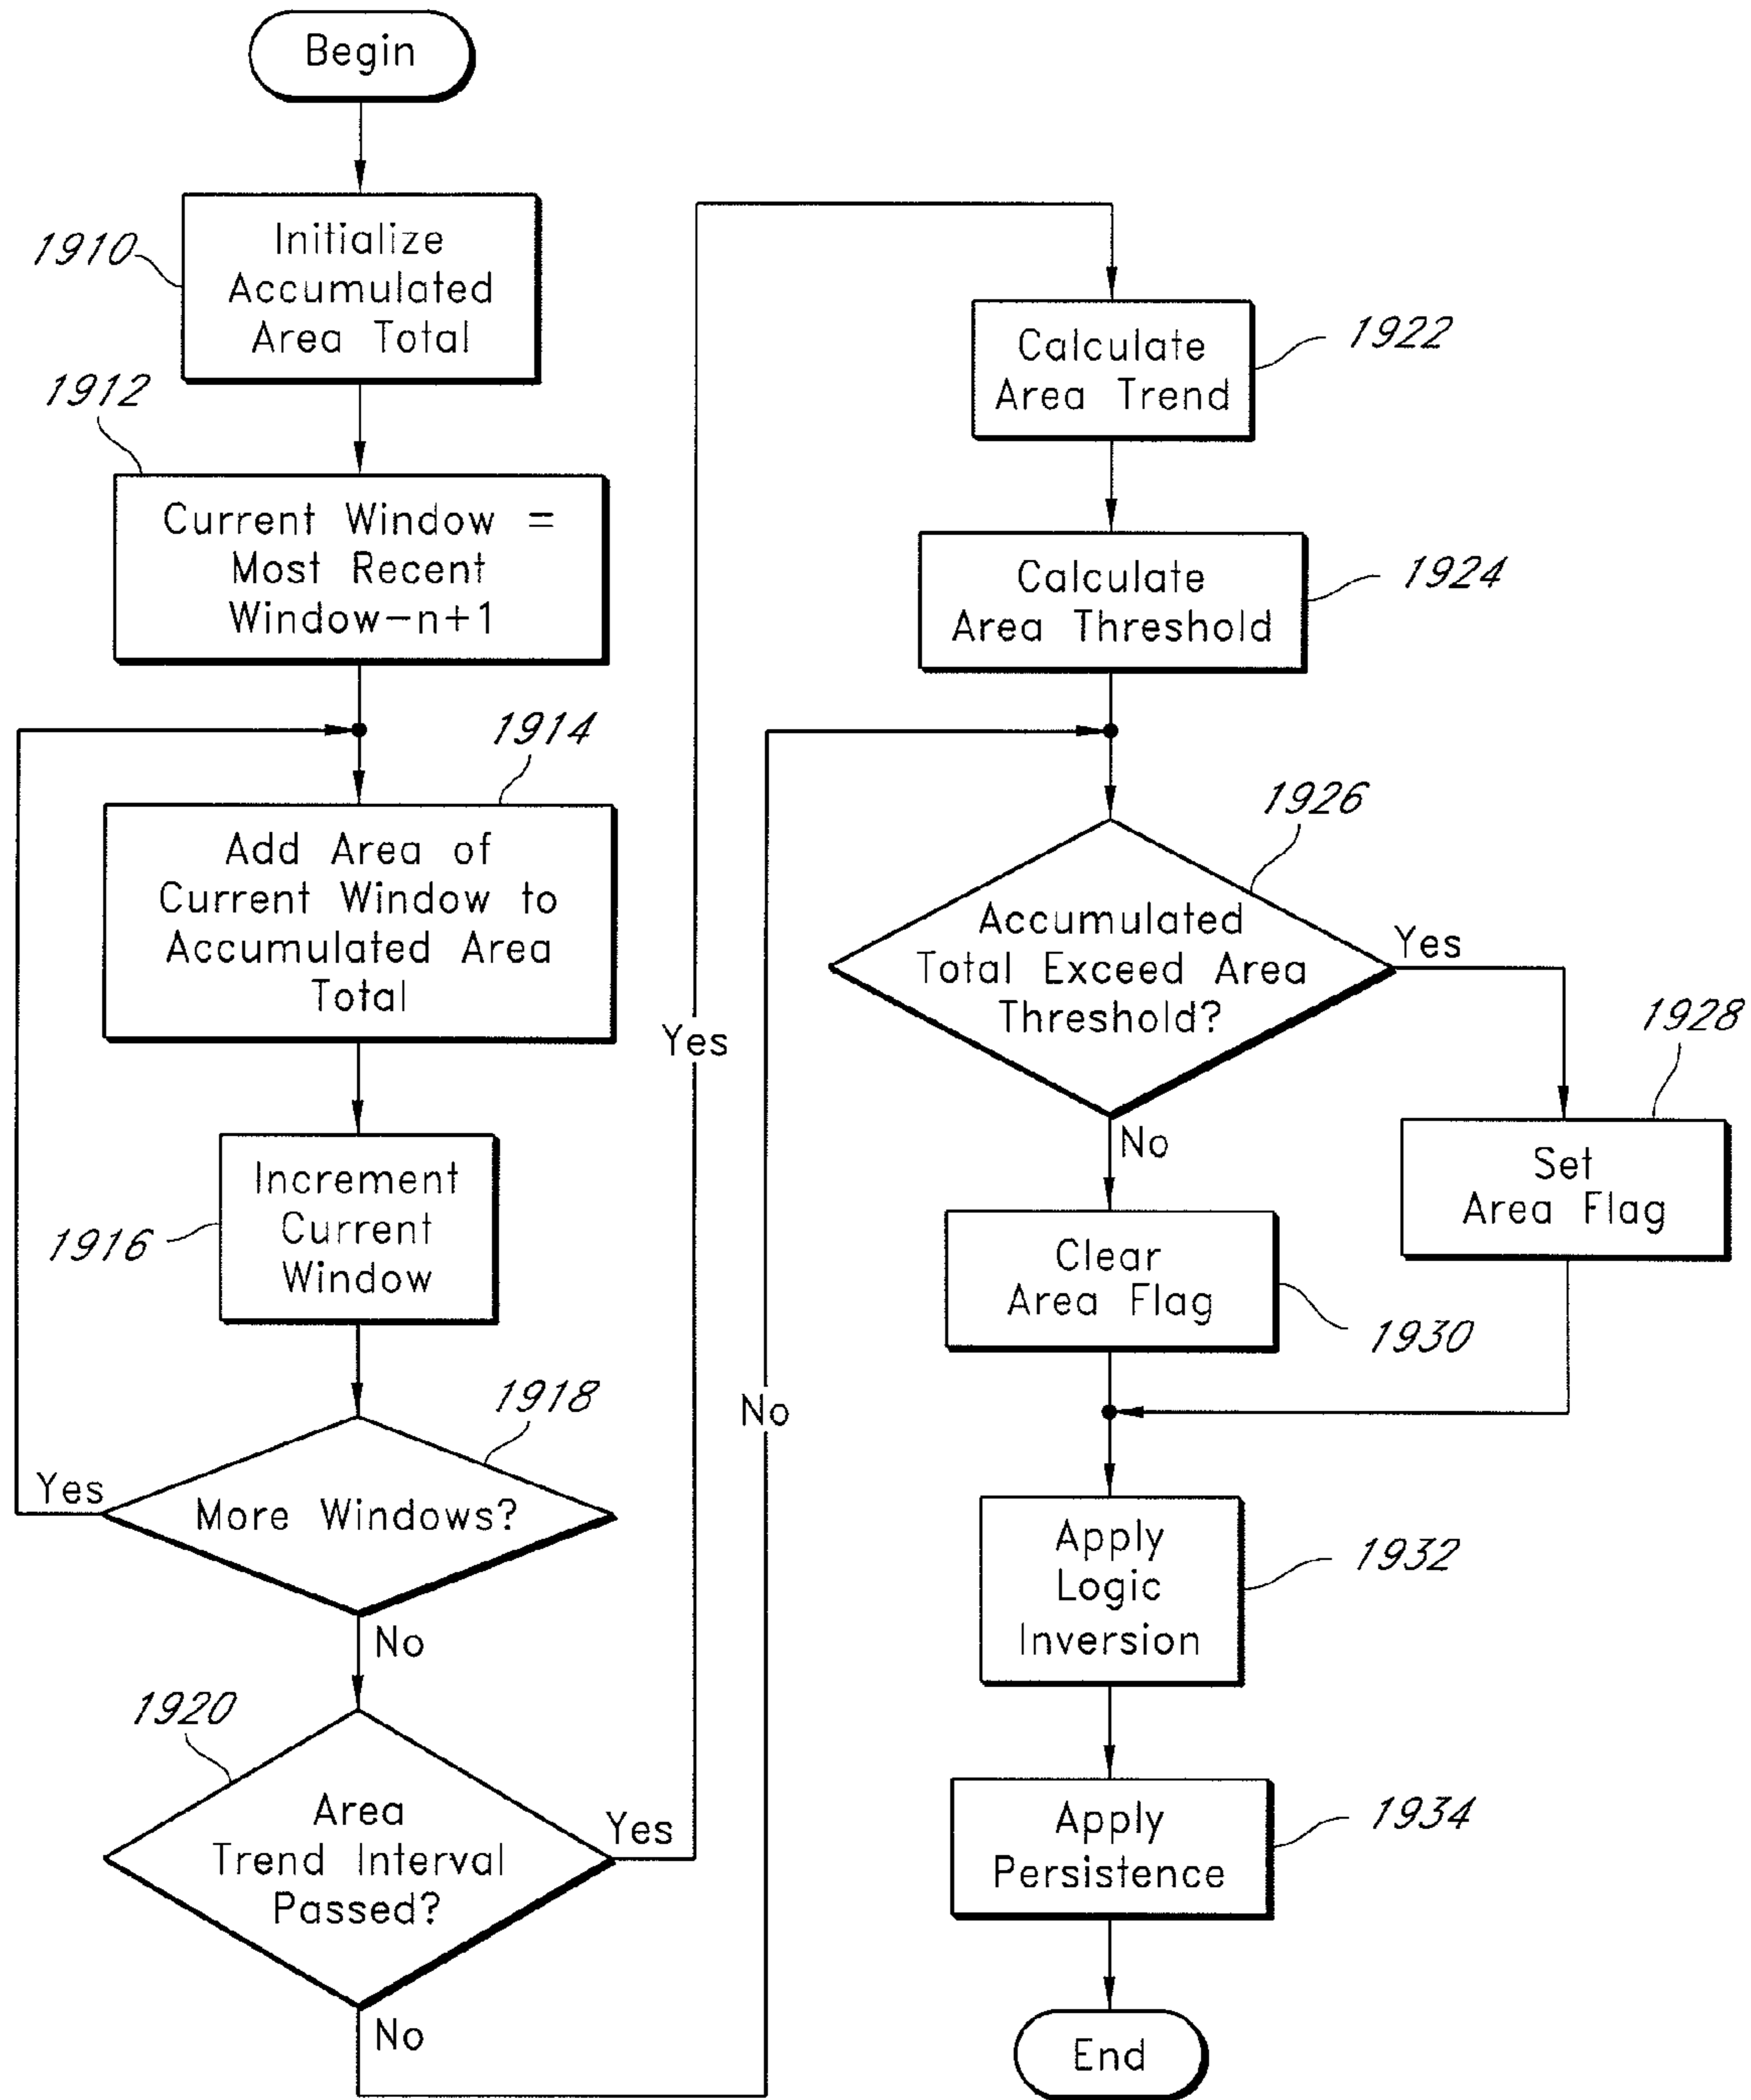 Begin
1910
Initialize
Accumulated
Area Total
1912
Current Window =
Most Recent
Window-n+1
1914
Add Area of
Current Window to
Accumulated Area
Total
1916
Increment
Current
Window
1918
More Windows?
Yes
No
1920
Area
Trend Interval
Passed?
Yes
No
Yes
No
1922
Calculate
Area Trend
1924
Calculate
Area Threshold
1926
Accumulated
Total Exceed Area
Threshold?
Yes
No
1928
Set
Area Flag
Clear
Area Flag
1930
Apply
Logic
Inversion
1932
Apply
Persistence
1934
End